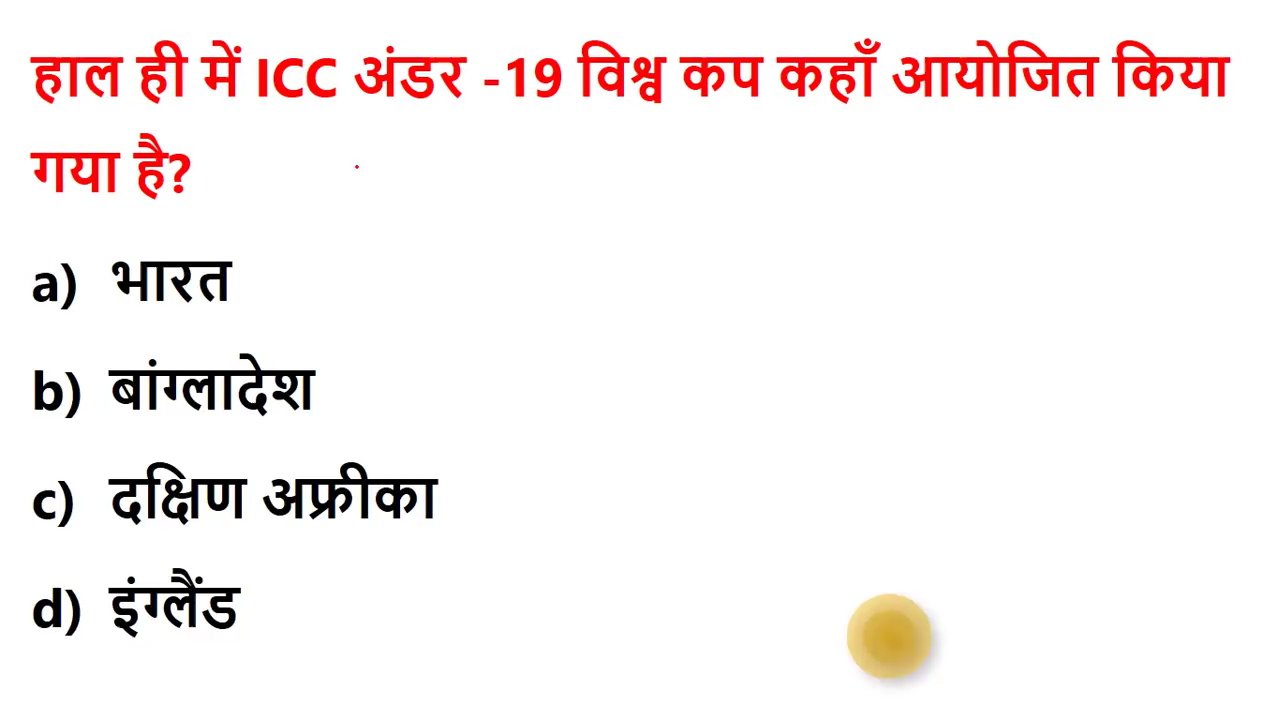 हाल ही में ICC अंडर -19 विश्व कप कहाँ आयोजित किया
गया है?
a) भारत
b) बांग्लादेश
c) दक्षिण अफ्रीका
d) इंग्लैंड